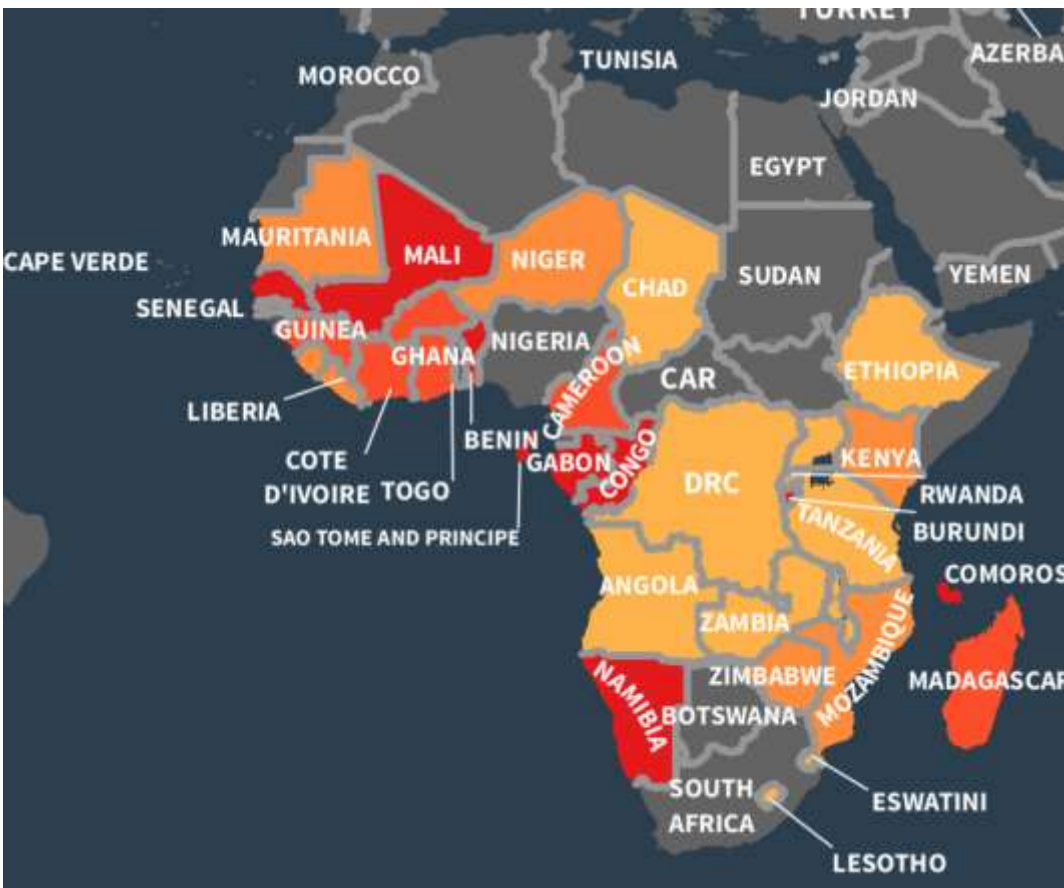 TURKEY
AZERBA
TUNISIA
MOROCCO
JORDAN
EGYPT
MAURITANIA
MALI
NIGER
CAPE VERDE
CHAD
SUDAN
YEMEN
SENEGAL
GUINEA
NIGERIA
GHANA
CAMEROON
CAR
ETHIOPIA
LIBERIA
BENIN
GABON
CONGO
KENYA
COTE
D'IVOIRE
TOGO
DRC
RWANDA
SAO TOME AND PRINCIPE
TANZANIA
BURUNDI
COMOROS
ANGOLA
ZAMBIA
MOZAMBIQUE
NAMIBIA
ZIMBABWE
MADAGASCAR
BOTSWANA
SOUTH
AFRICA
ESWATINI
LESOTHO